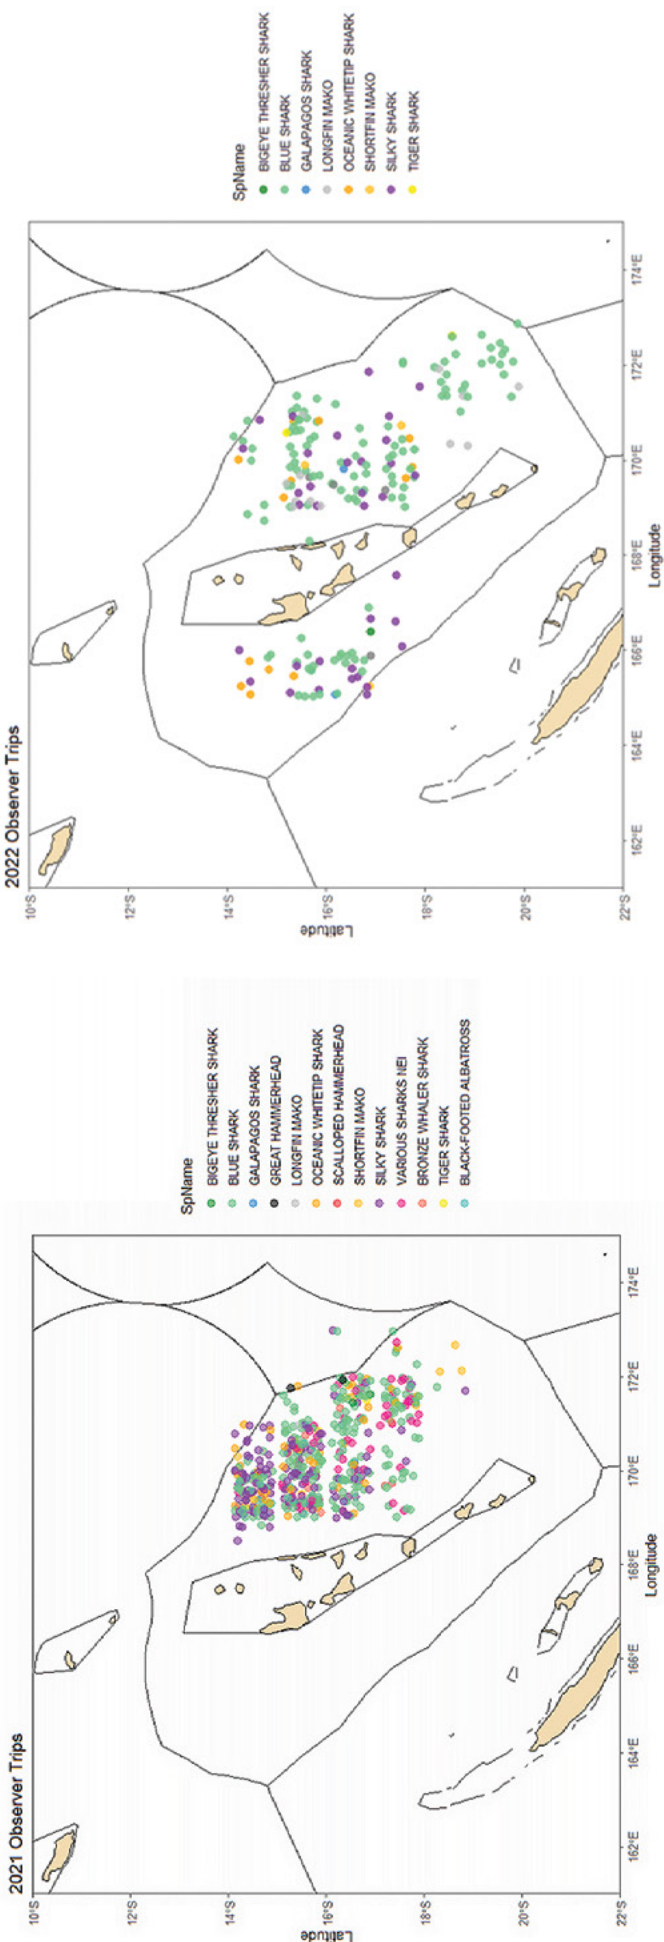 2021 Observer Trips
10°S
12°S
14°S
16°S
18°S
20°S
22°S
Latitude
162°E
164°E
166°E
168°E
170°E
172°E
174°E
Longitude
SpName
BIGEYE THRESHER SHARK
BLUE SHARK
GALAPAGOS SHARK
GREAT HAMMERHEAD
LONGFIN MAKO
OCEANIC WHITETIP SHARK
SCALLOPED HAMMERHEAD
SHORTFIN MAKO
SILKY SHARK
VARIOUS SHARKS NEI
BRONZE WHALER SHARK
TIGER SHARK
BLACK-FOOTED ALBATROSS
2022 Observer Trips
10°S
12°S
14°S
16°S
18°S
20°S
22°S
Latitude
162°E
164°E
166°E
168°E
170°E
172°E
174°E
Longitude
SpName
BIGEYE THRESHER SHARK
BLUE SHARK
GALAPAGOS SHARK
LONGFIN MAKO
OCEANIC WHITETIP SHARK
SHORTFIN MAKO
SILKY SHARK
TIGER SHARK